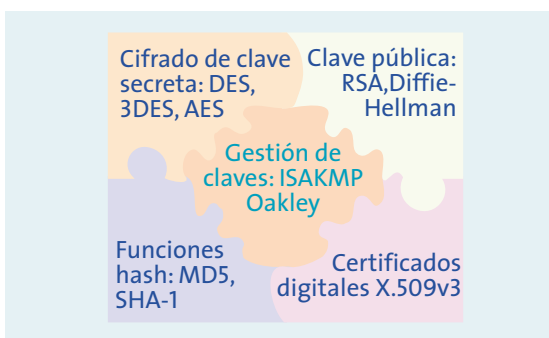 Cifrado de clave
secreta: DES,
3DES, AES
Clave pública:
RSA,Diffie-
Hellman
Gestión de
claves: ISAKMP
Oakley
Funciones
hash: MD5,
SHA-1
Certificados
digitales X.509v3